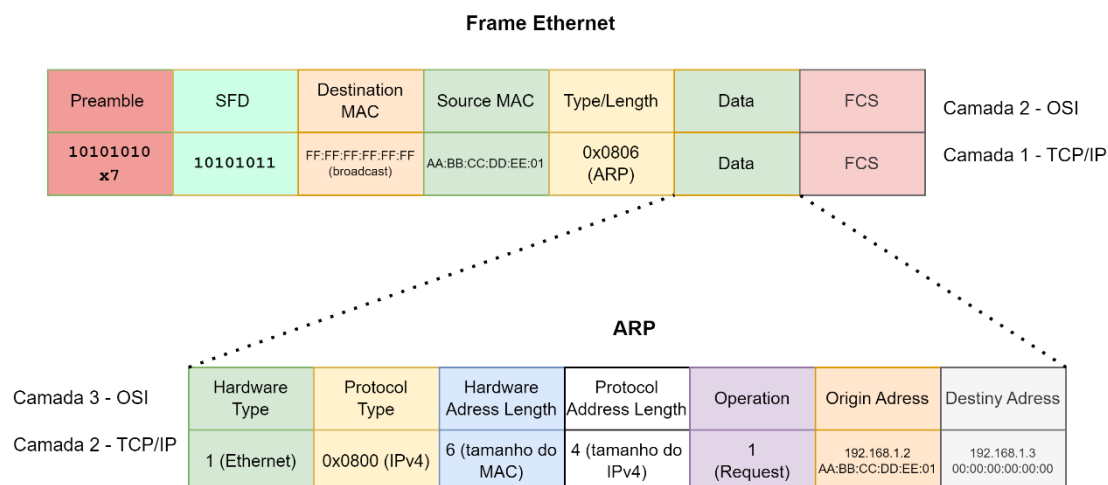 Frame Ethernet
Preamble
SFD
Destination
MAC
Source MAC
Type/Length
Data
FCS
Camada 2 - OSI
10101010
x7
10101011
FF:FF:FF:FF:FF:FF
(broadcast)
AA:BB:CC:DD:EE:01
0x0806
(ARP)
Data
FCS
Camada 1 - TCP/IP
ARP
Camada 3 - OSI
Hardware
Type
Protocol
Type
Hardware
Adress Length
Protocol
Address Length
Operation
Origin Adress
Destiny Adress
Camada 2 - TCP/IP
1 (Ethernet)
0x0800 (IPv4)
6 (tamanho do
MAC)
4 (tamanho do
IPv4)
1
(Request)
192.168.1.2
AA:BB:CC:DD:EE:01
192.168.1.3
00:00:00:00:00:00